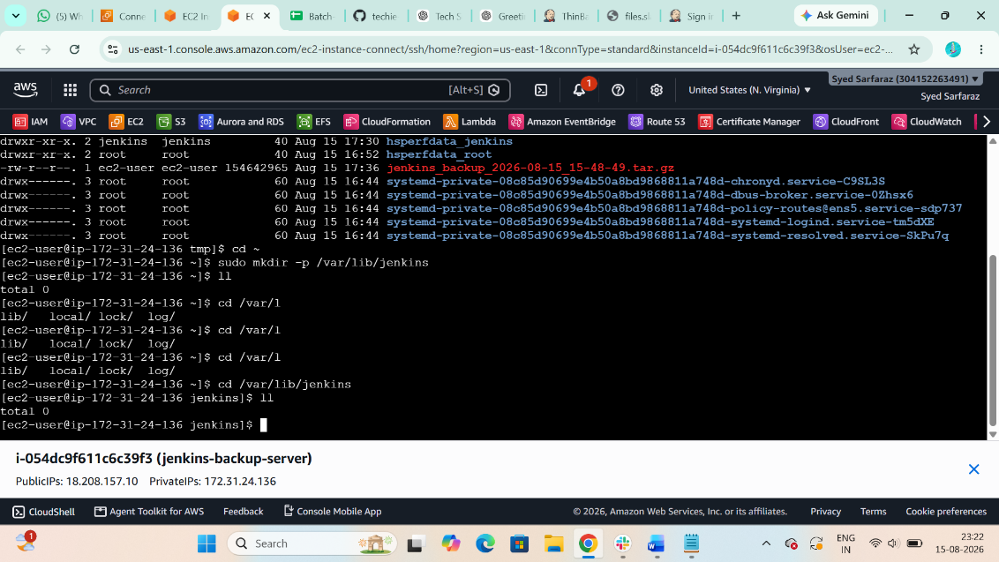 Wh
Conne
EC2 In
EC
Batch-
techie
Tech S
Greetin
ThinBa
files.sl
Sign in
Ask Gemini
us-east-1.console.aws.amazon.com/ec2-instance-connect/ssh/home?region=us-east-1&connType=standard&instanceId=i-054dc9f611c6c39f3&osUser=ec2-...
aws
Search
[Alt+S]
1
United States (N. Virginia)
Syed Sarfaraz (304152263491)
Syed Sarfaraz
IAM
VPC
EC2
S3
Aurora and RDS
EFS
CloudFormation
Lambda
Amazon EventBridge
Route 53
Certificate Manager
CloudFront
CloudWatch
drwxr-xr-x. 2 jenkins  jenkins         40 Aug 15 17:30 hsperfdata_jenkins
drwxr-xr-x. 2 root     root            40 Aug 15 16:52 hsperfdata_root
-rw-r--r--. 1 ec2-user ec2-user 154642965 Aug 15 17:36 jenkins_backup_2026-08-15_15-48-49.tar.gz
drwx------. 3 root     root            60 Aug 15 16:44 systemd-private-08c85d90699e4b50a8bd9868811a748d-chronyd.service-C9SL3S
drwx------. 3 root     root            60 Aug 15 16:44 systemd-private-08c85d90699e4b50a8bd9868811a748d-dbus-broker.service-0Zhsx6
drwx------. 3 root     root            60 Aug 15 16:44 systemd-private-08c85d90699e4b50a8bd9868811a748d-policy-routes@ens5.service-sdp737
drwx------. 3 root     root            60 Aug 15 16:44 systemd-private-08c85d90699e4b50a8bd9868811a748d-systemd-logind.service-tm5dXE
drwx------. 3 root     root            60 Aug 15 16:44 systemd-private-08c85d90699e4b50a8bd9868811a748d-systemd-resolved.service-SkPu7q
[ec2-user@ip-172-31-24-136 tmp]$ cd ~
[ec2-user@ip-172-31-24-136 ~]$ sudo mkdir -p /var/lib/jenkins
[ec2-user@ip-172-31-24-136 ~]$ ll
total 0
[ec2-user@ip-172-31-24-136 ~]$ cd /var/l
lib/   local/ lock/  log/
[ec2-user@ip-172-31-24-136 ~]$ cd /var/l
lib/   local/ lock/  log/
[ec2-user@ip-172-31-24-136 ~]$ cd /var/l
lib/   local/ lock/  log/
[ec2-user@ip-172-31-24-136 ~]$ cd /var/lib/jenkins
[ec2-user@ip-172-31-24-136 jenkins]$ ll
total 0
[ec2-user@ip-172-31-24-136 jenkins]$
i-054dc9f611c6c39f3 (jenkins-backup-server)
PublicIPs: 18.208.157.10   PrivateIPs: 172.31.24.136
CloudShell
Agent Toolkit for AWS
Feedback
Console Mobile App
© 2026, Amazon Web Services, Inc. or its affiliates.
Privacy
Terms
Cookie preferences
1
Search
ENG
IN
23:22
15-08-2026